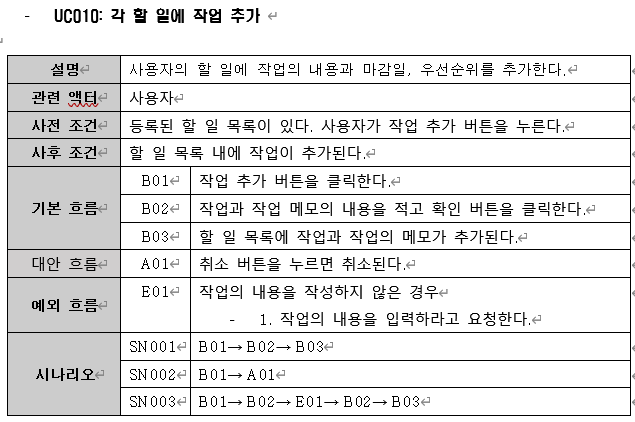 - UC010: 각 할 일에 작업 추가
설명 사용자의 할 일에 작업의 내용과 마감일, 우선순위를 추가한다.
관련 액터 사용자
사전 조건 등록된 할 일 목록이 있다. 사용자가 작업 추가 버튼을 누른다.
사후 조건 할 일 목록 내에 작업이 추가된다.
기본 흐름
B01 작업 추가 버튼을 클릭한다.
B02 작업과 작업 메모의 내용을 적고 확인 버튼을 클릭한다.
B03 할 일 목록에 작업과 작업의 메모가 추가된다.
대안 흐름 A01 취소 버튼을 누르면 취소된다.
예외 흐름 E01 작업의 내용을 작성하지 않은 경우
- 1. 작업의 내용을 입력하라고 요청한다.
시나리오
SN001 B01→B02→B03
SN002 B01→A01
SN003 B01→B02→E01→B02→B03